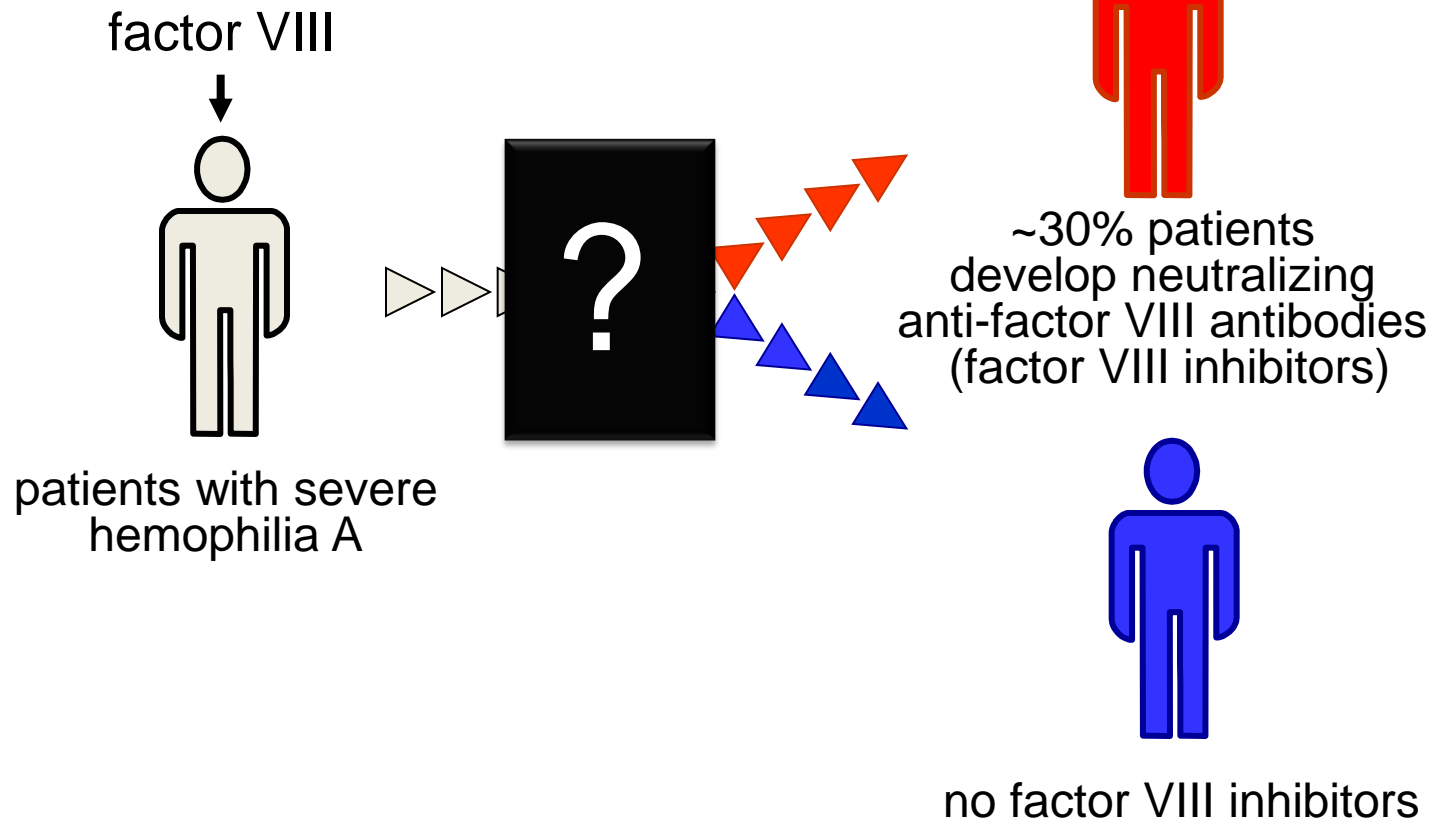 factor VIII
patients with severe
hemophilia A
?
~30% patients
develop neutralizing
anti-factor VIII antibodies
(factor VIII inhibitors)
no factor VIII inhibitors